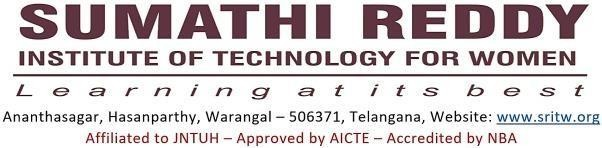 SUMATHI REDDY
INSTITUTE OF TECHNOLOGY FOR WOMEN
Learning at its best
Ananthasagar, Hasanparthy, Warangal – 506371, Telangana, Website: www.sritw.org
Affiliated to JNTUH – Approved by AICTE – Accredited by NBA